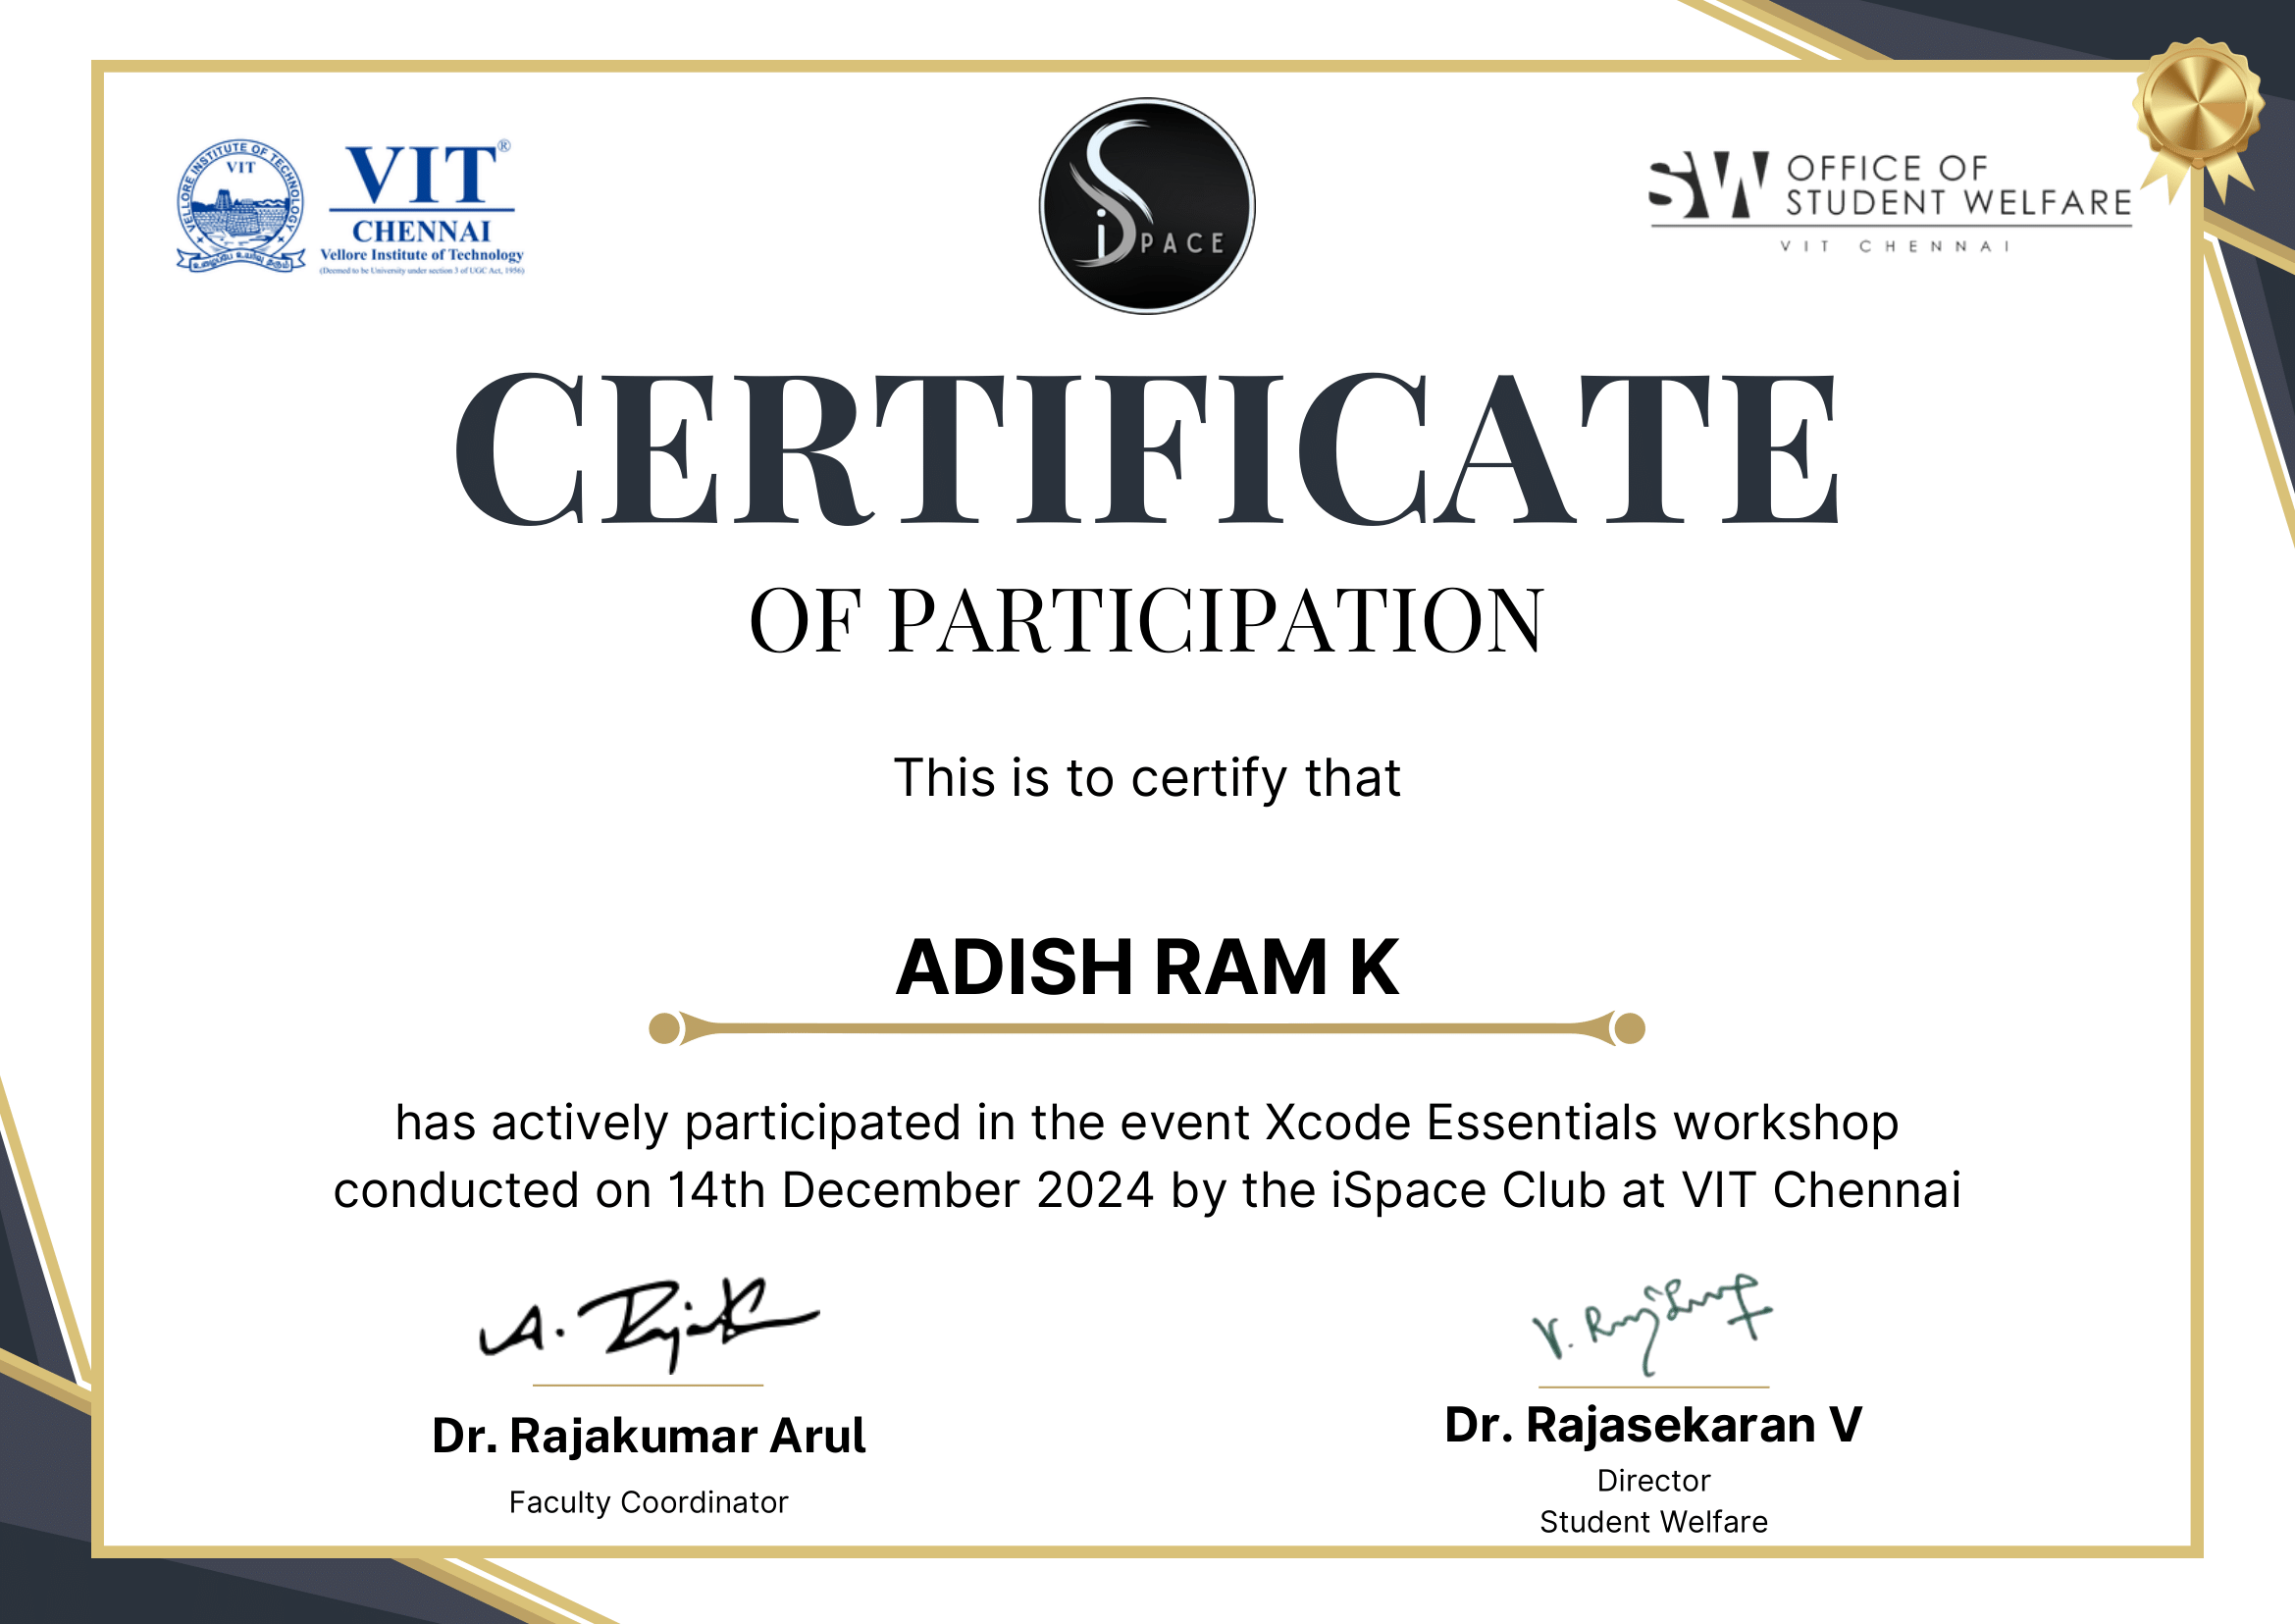 VELLORE INSTITUTE OF TECHNOLOGY
VIT
VIT®
CHENNAI
Vellore Institute of Technology
(Deemed to be University under section 3 of UGC Act, 1956)
iSPACE
SW OFFICE OF
STUDENT WELFARE
VIT CHENNAI
CERTIFICATE
OF PARTICIPATION
This is to certify that
ADISH RAM K
has actively participated in the event Xcode Essentials workshop
conducted on 14th December 2024 by the iSpace Club at VIT Chennai
Dr. Rajakumar Arul
Faculty Coordinator
Dr. Rajasekaran V
Director
Student Welfare